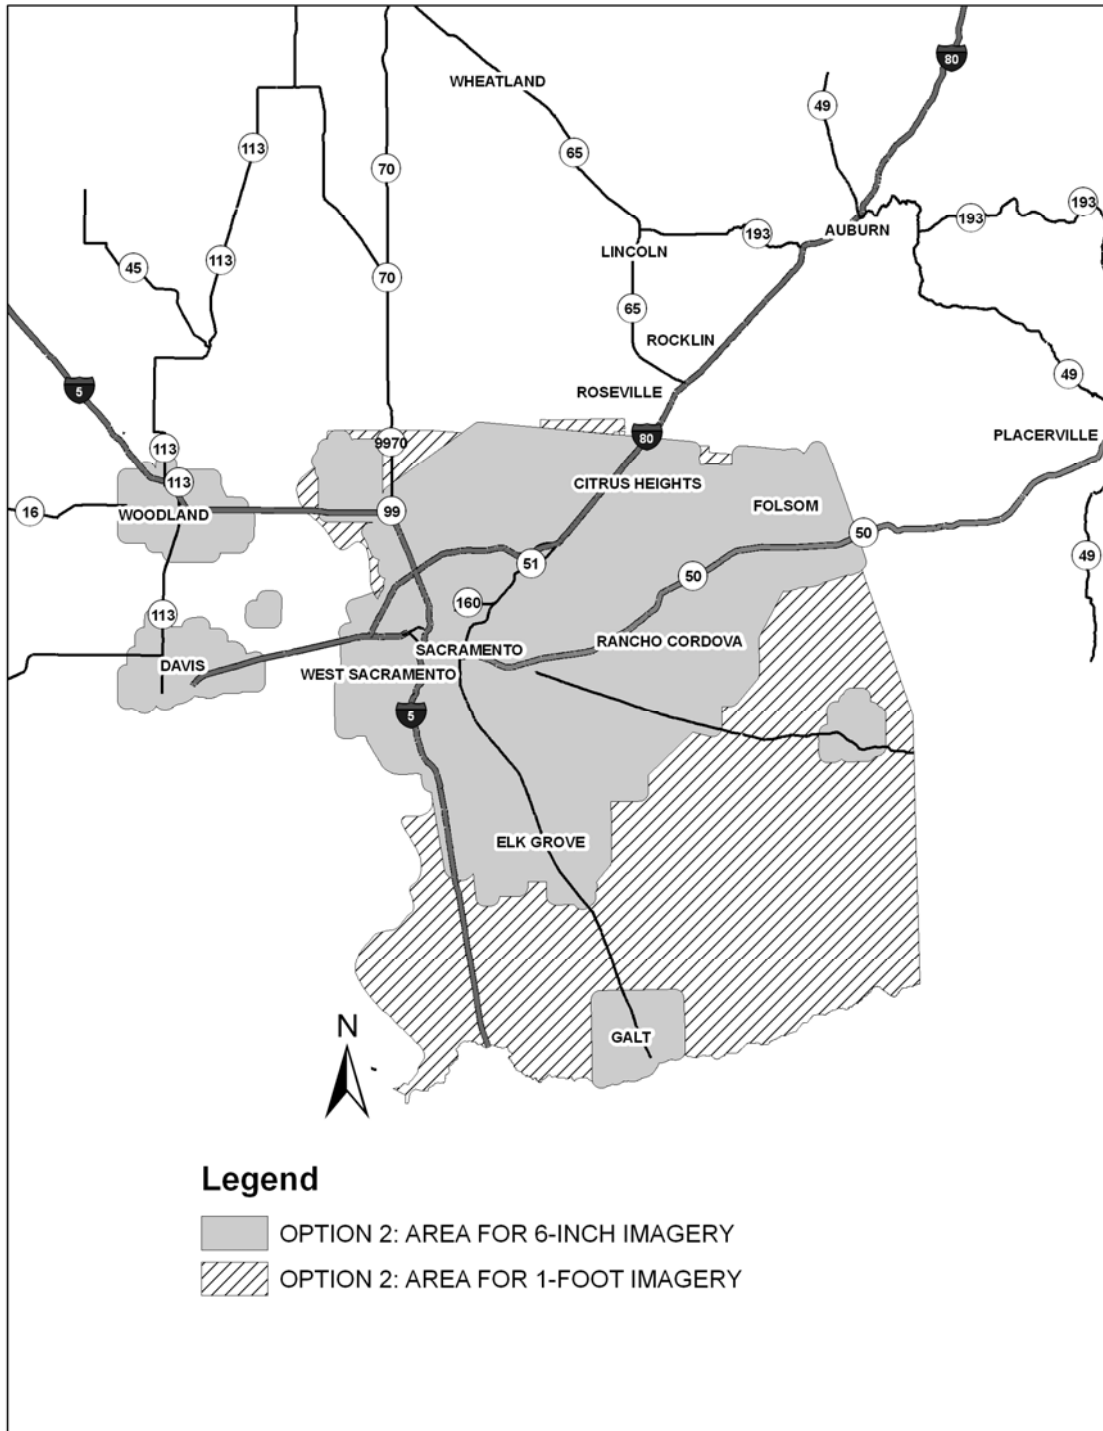 80
WHEATLAND
49
113
65
70
193
193
193
AUBURN
LINCOLN
113
45
70
65
ROCKLIN
49
5
ROSEVILLE
80
PLACERVILLE
9970
113
113
CITRUS HEIGHTS
FOLSOM
16
WOODLAND
99
50
51
49
50
160
113
RANCHO CORDOVA
SACRAMENTO
DAVIS
WEST SACRAMENTO
5
ELK GROVE
N
GALT
Legend
OPTION 2: AREA FOR 6-INCH IMAGERY
OPTION 2: AREA FOR 1-FOOT IMAGERY